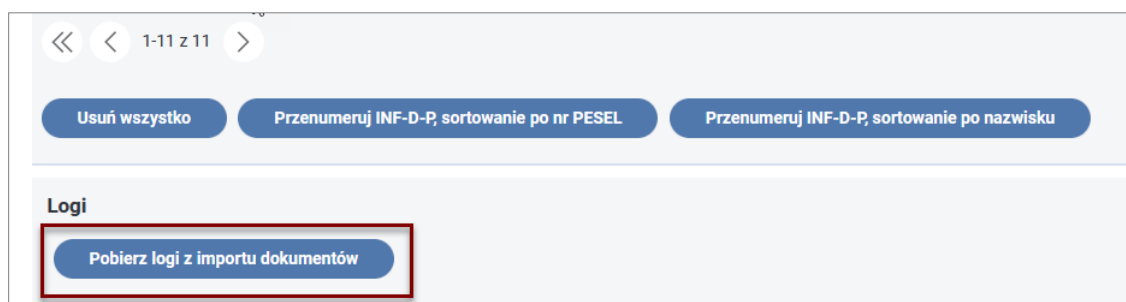 1-11 z 11
Usuń wszystko Przenumeruj INF-D-P, sortowanie po nr PESEL Przenumeruj INF-D-P, sortowanie po nazwisku
Logi
Pobierz logi z importu dokumentów